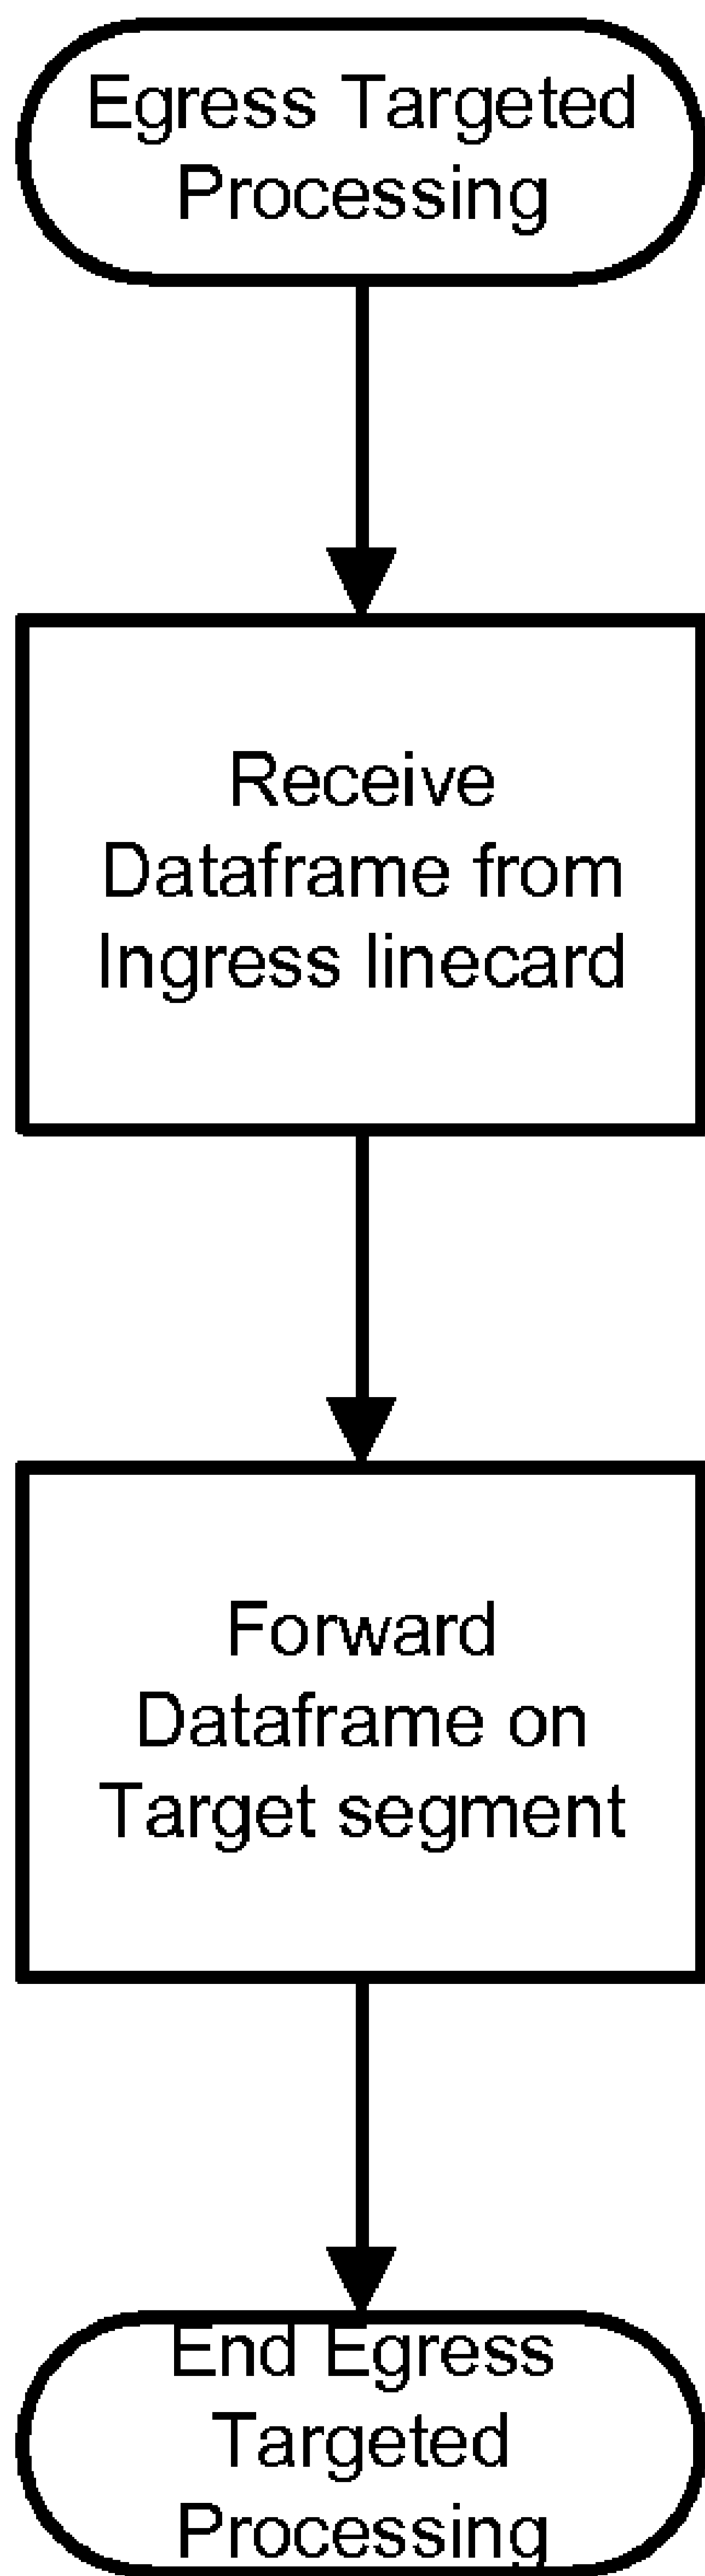 Egress Targeted
Processing
Receive
Dataframe from
Ingress linecard
Forward
Dataframe on
Target segment
End Egress
Targeted
Processing